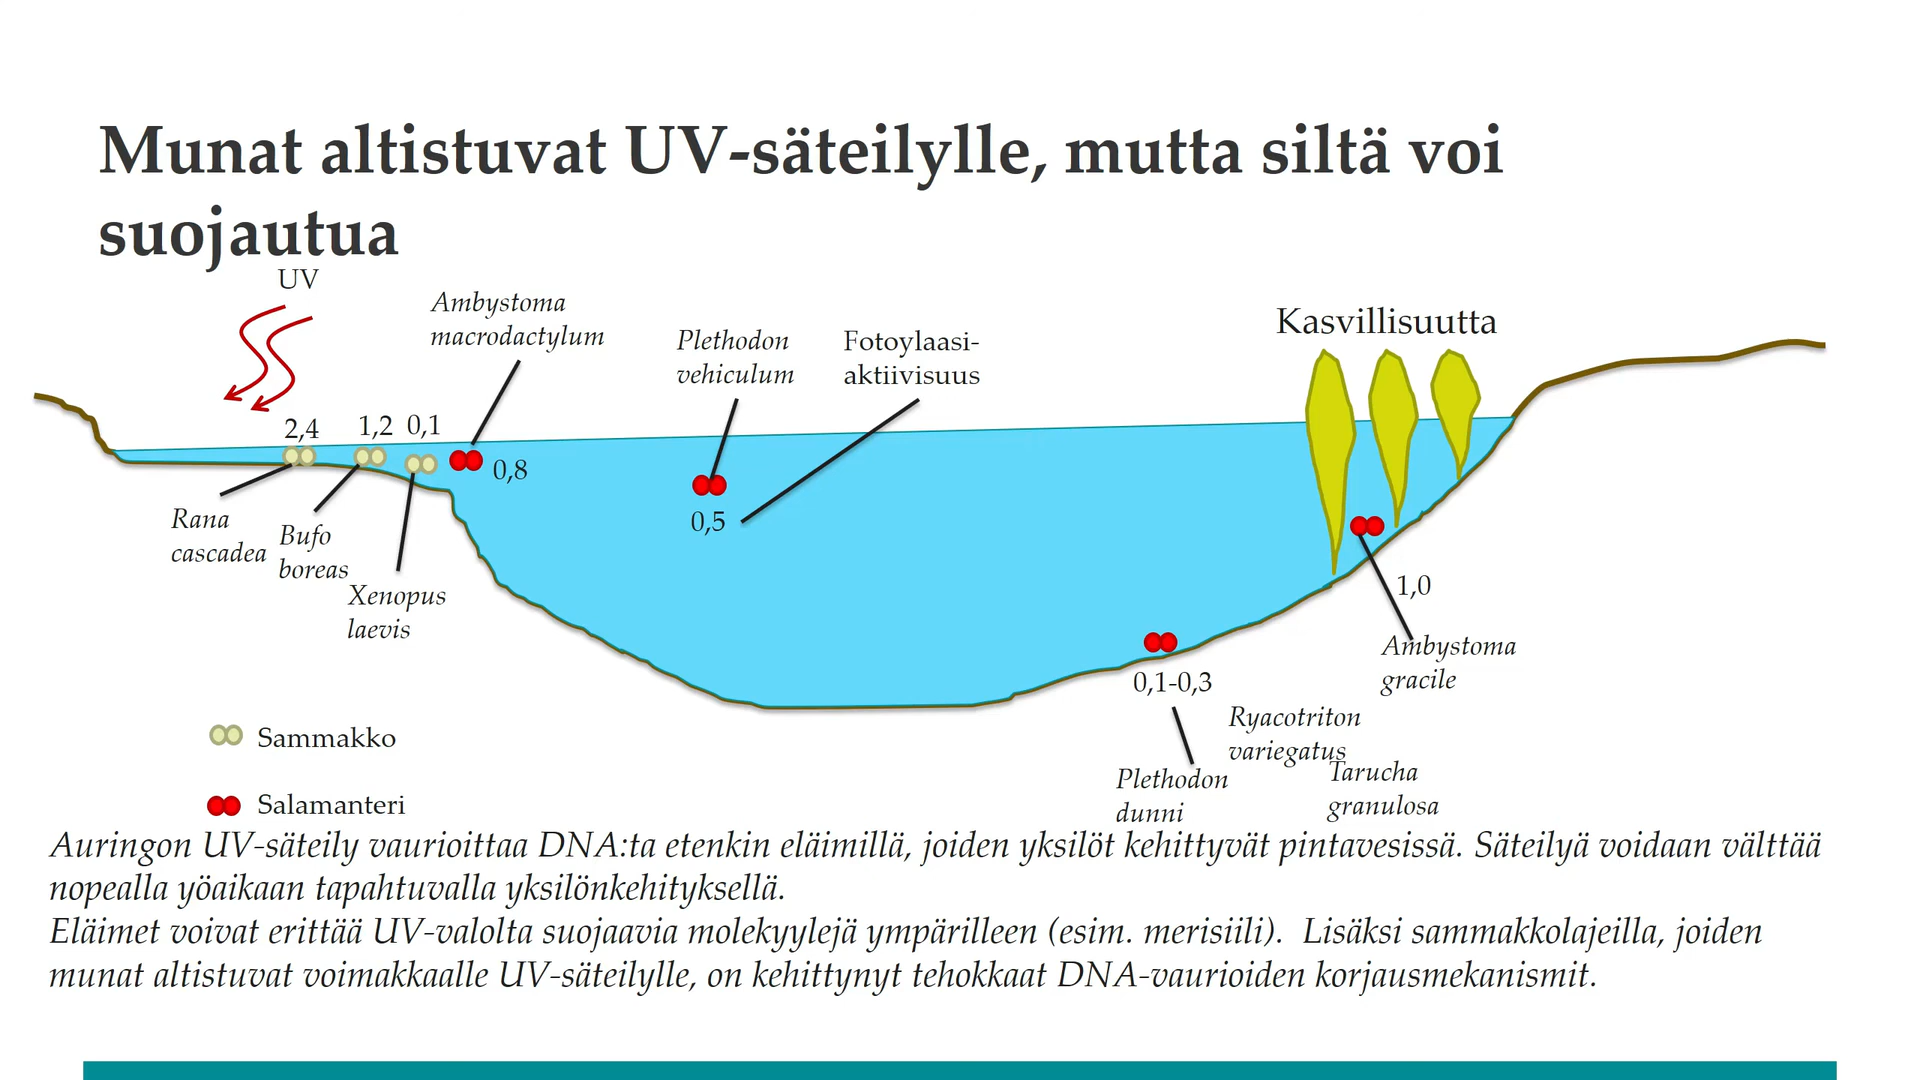 Munat altistuvat UV-säteilylle, mutta siltä voi
suojautua
UV
Ambystoma
macrodactylum
Plethodon
vehiculum
Fotoylaasi-
aktiivisuus
Kasvillisuutta
2,4
1,2
0,1
0,8
0,5
Rana
cascadea
Bufo
boreas
Xenopus
laevis
1,0
Ambystoma
gracile
0,1-0,3
Ryacotriton
variegatus
Tarucha
granulosa
Plethodon
dunni
Sammakko
Salamanteri
Auringon UV-säteily vaurioittaa DNA:ta etenkin eläimillä, joiden yksilöt kehittyvät pintavesissä. Säteilyä voidaan välttää
nopealla yöaikaan tapahtuvalla yksilönkehityksellä.
Eläimet voivat erittää UV-valolta suojaavia molekyylejä ympärilleen (esim. merisiili). Lisäksi sammakkolajeilla, joiden
munat altistuvat voimakkaalle UV-säteilylle, on kehittynyt tehokkaat DNA-vaurioiden korjausmekanismit.